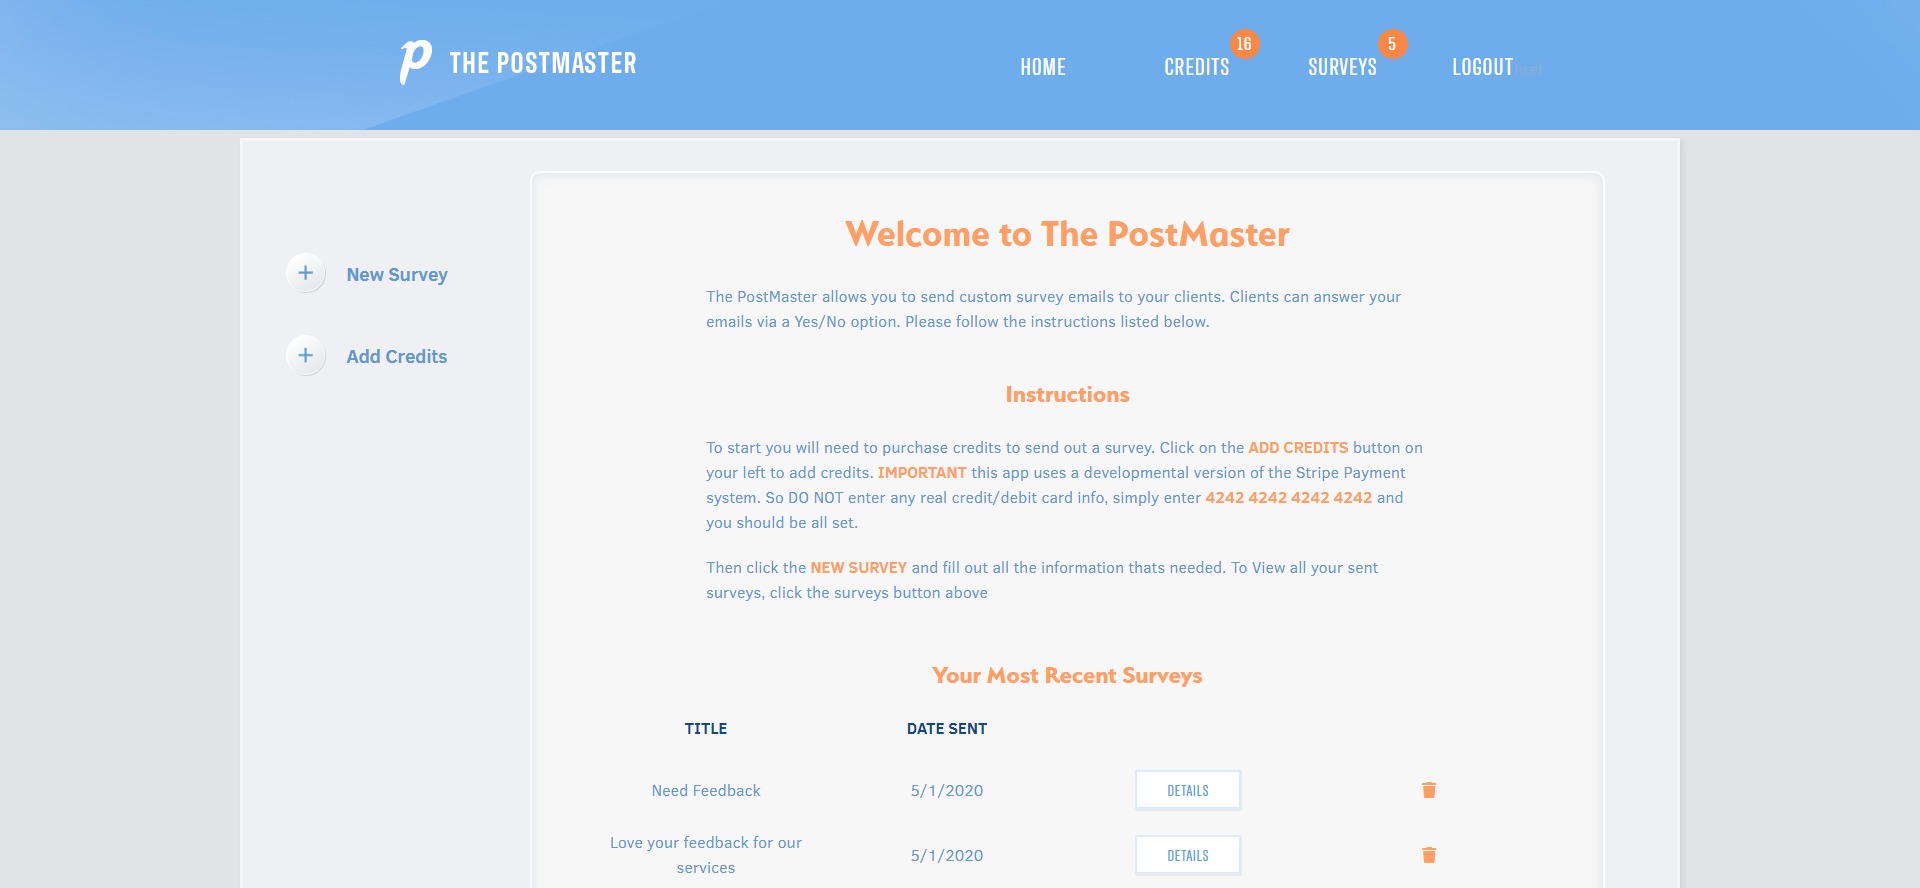 p THE POSTMASTER
HOME
CREDITS
16
SURVEYS
5
LOGOUT
New Survey
Add Credits
Welcome to The PostMaster
The PostMaster allows you to send custom survey emails to your clients. Clients can answer your
emails via a Yes/No option. Please follow the instructions listed below.
Instructions
To start you will need to purchase credits to send out a survey. Click on the ADD CREDITS button on
your left to add credits. IMPORTANT this app uses a developmental version of the Stripe Payment
system. So DO NOT enter any real credit/debit card info, simply enter 4242 4242 4242 4242 and
you should be all set.
Then click the NEW SURVEY and fill out all the information thats needed. To View all your sent
surveys, click the surveys button above
Your Most Recent Surveys
TITLE
DATE SENT
Need Feedback
5/1/2020
DETAILS
Love your feedback for our
services
5/1/2020
DETAILS